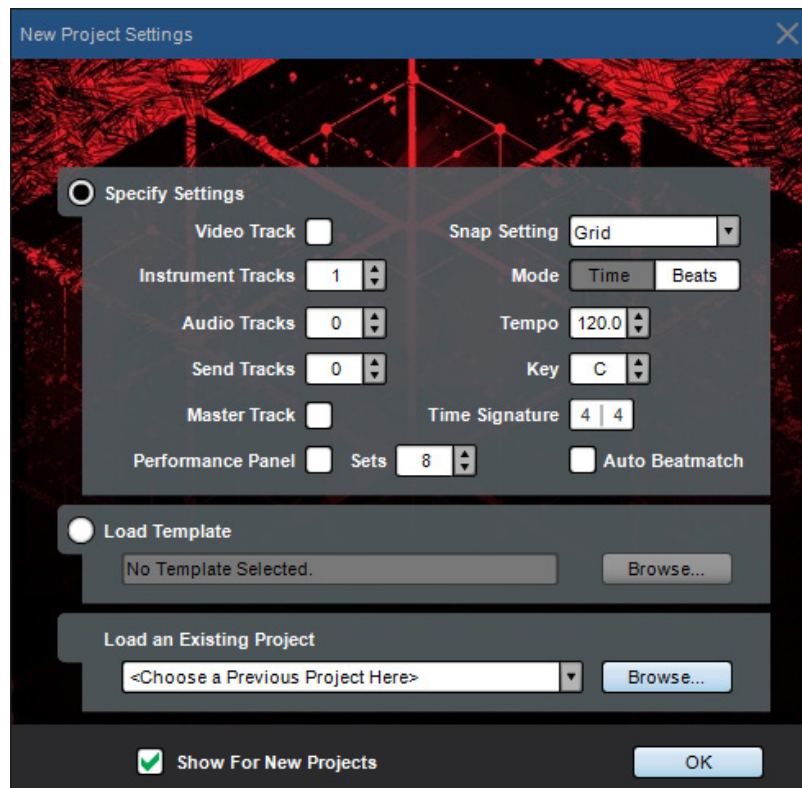 New Project Settings
Specify Settings
Video Track Snap Setting Grid
Instrument Tracks 1 Mode Time Beats
Audio Tracks 0 Tempo 120.0
Send Tracks 0 Key C
Master Track Time Signature 4 | 4
Performance Panel Sets 8 Auto Beatmatch
Load Template
No Template Selected. Browse...
Load an Existing Project
<Choose a Previous Project Here> Browse...
Show For New Projects OK